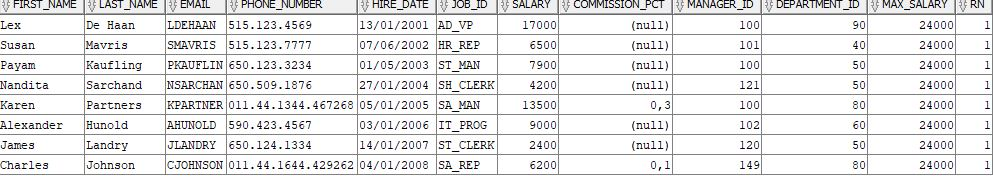 FIRST_NAME LAST_NAME EMAIL PHONE_NUMBER HIRE_DATE JOB_ID SALARY COMMISSION_PCT MANAGER_ID DEPARTMENT_ID MAX_SALARY RN
Lex De Haan LDEHAAN 515.123.4569 13/01/2001 AD_VP 17000 (null) 100 90 24000 1
Susan Mavris SMAVRIS 515.123.7777 07/06/2002 HR_REP 6500 (null) 101 40 24000 1
Payam Kaufling PKAUFLIN 650.123.3234 01/05/2003 ST_MAN 7900 (null) 100 50 24000 1
Nandita Sarchand NSARCHAN 650.509.1876 27/01/2004 SH_CLERK 4200 (null) 121 50 24000 1
Karen Partners KPARTNER 011.44.1344.467268 05/01/2005 SA_MAN 13500 0,3 100 80 24000 1
Alexander Hunold AHUNOLD 590.423.4567 03/01/2006 IT_PROG 9000 (null) 102 60 24000 1
James Landry JLANDRY 650.124.1334 14/01/2007 ST_CLERK 2400 (null) 120 50 24000 1
Charles Johnson CJOHNSON 011.44.1644.429262 04/01/2008 SA_REP 6200 0,1 149 80 24000 1